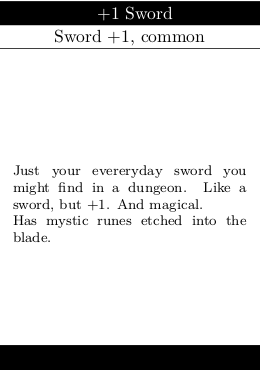 +1 Sword
Sword +1, common
Just your evereryday sword you
might find in a dungeon. Like a
sword, but +1. And magical.
Has mystic runes etched into the
blade.